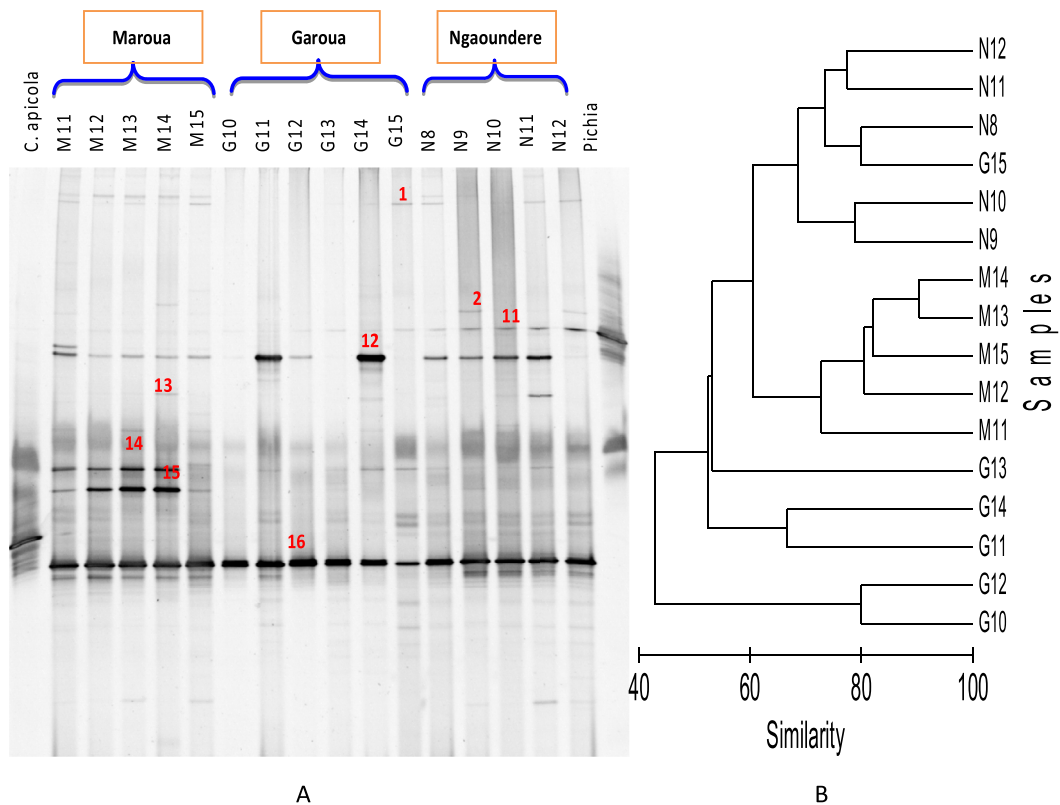 Maroua
Garoua
Ngaoundere
C. apicola
M11
M12
M13
M14
M15
G10
G11
G12
G13
G14
G15
N8
N9
N10
N11
N12
Pichia
1
2
11
12
13
14
15
16
A
N12
N11
N8
G15
N10
N9
M14
M13
M15
M12
M11
G13
G14
G11
G12
G10
Samples
40 60 80 100
Similarity
B